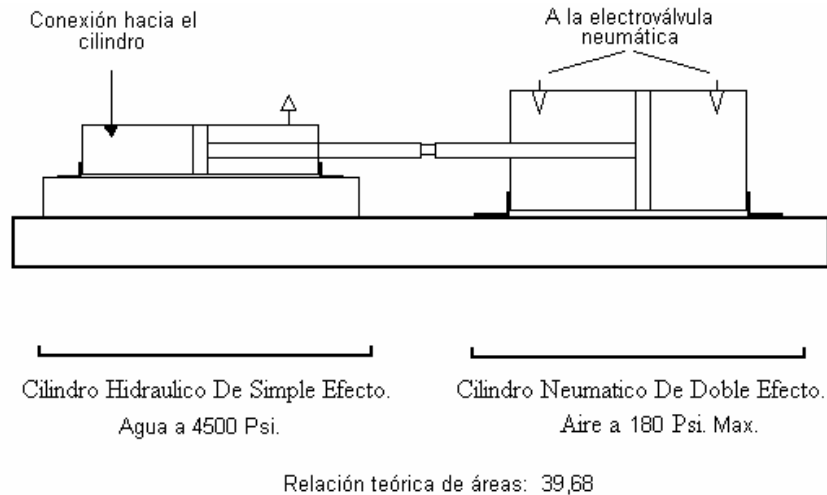 Conexión hacia el
cilindro
A la electroválvula
neumática
Cilindro Hidraulico De Simple Efecto.
Agua a 4500 Psi.
Cilindro Neumatico De Doble Efecto.
Aire a 180 Psi. Max.
Relación teórica de áreas: 39,68